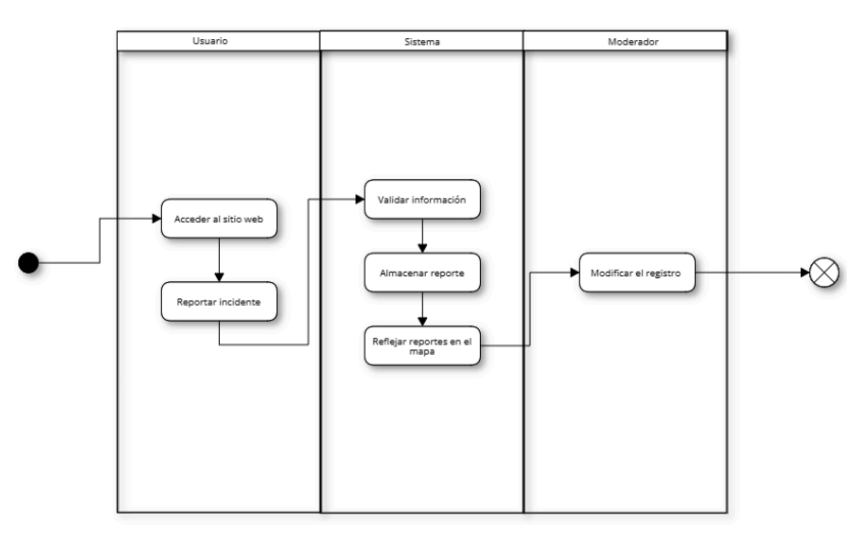 Usuario
Sistema
Moderador
Acceder al sitio web
Reportar incidente
Validar información
Almacenar reporte
Reflejar reportes en el
mapa
Modificar el registro